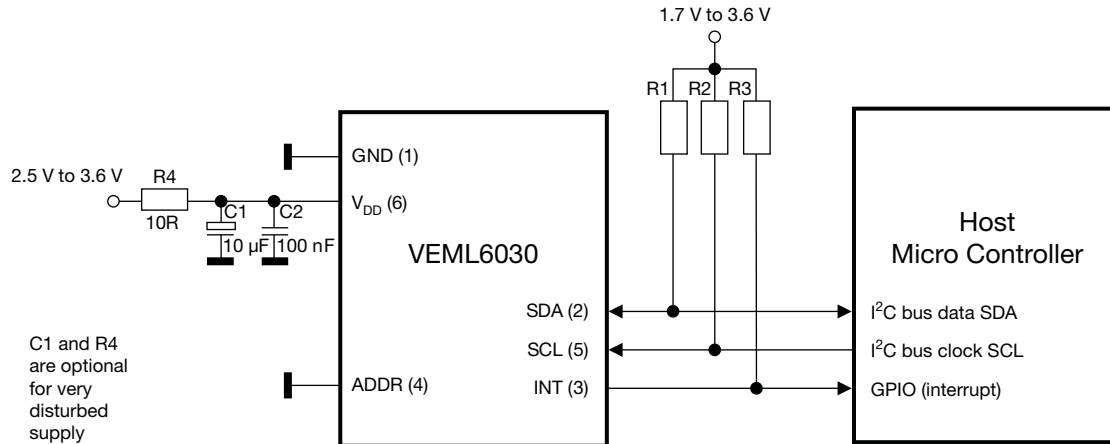 1.7 V to 3.6 V
R1 R2 R3
GND (1)
2.5 V to 3.6 V
R4
10R
C1
10 µF
C2
100 nF
V_DD (6)
VEML6030
Host
Micro Controller
SDA (2)
I²C bus data SDA
SCL (5)
I²C bus clock SCL
INT (3)
GPIO (interrupt)
ADDR (4)
C1 and R4
are optional
for very
disturbed
supply